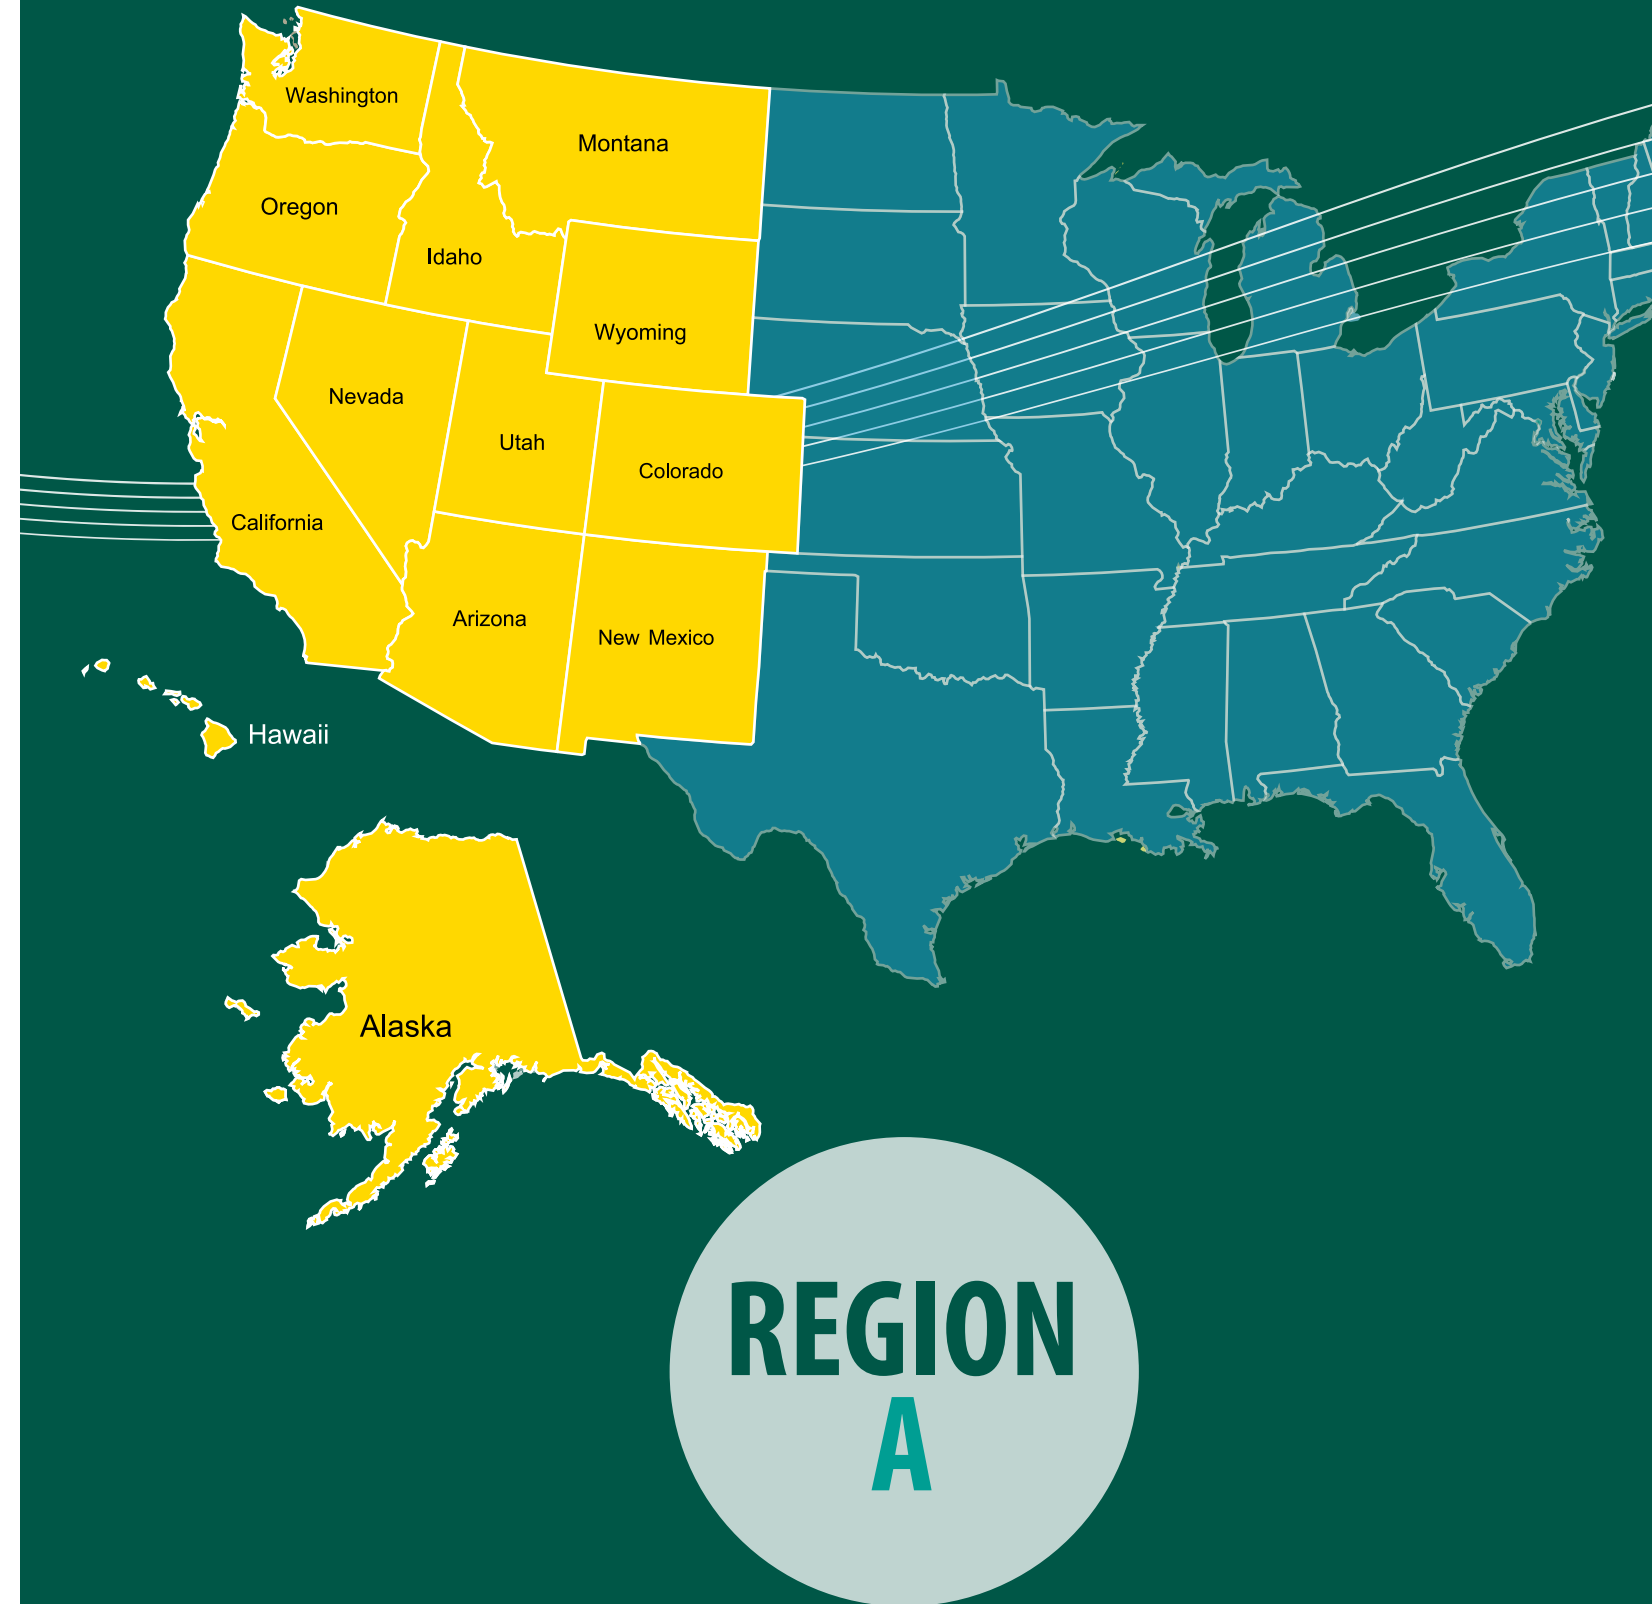 Washington
Montana
Oregon
Idaho
Wyoming
Nevada
Utah
Colorado
California
Arizona
New Mexico
Hawaii
Alaska
REGION
A